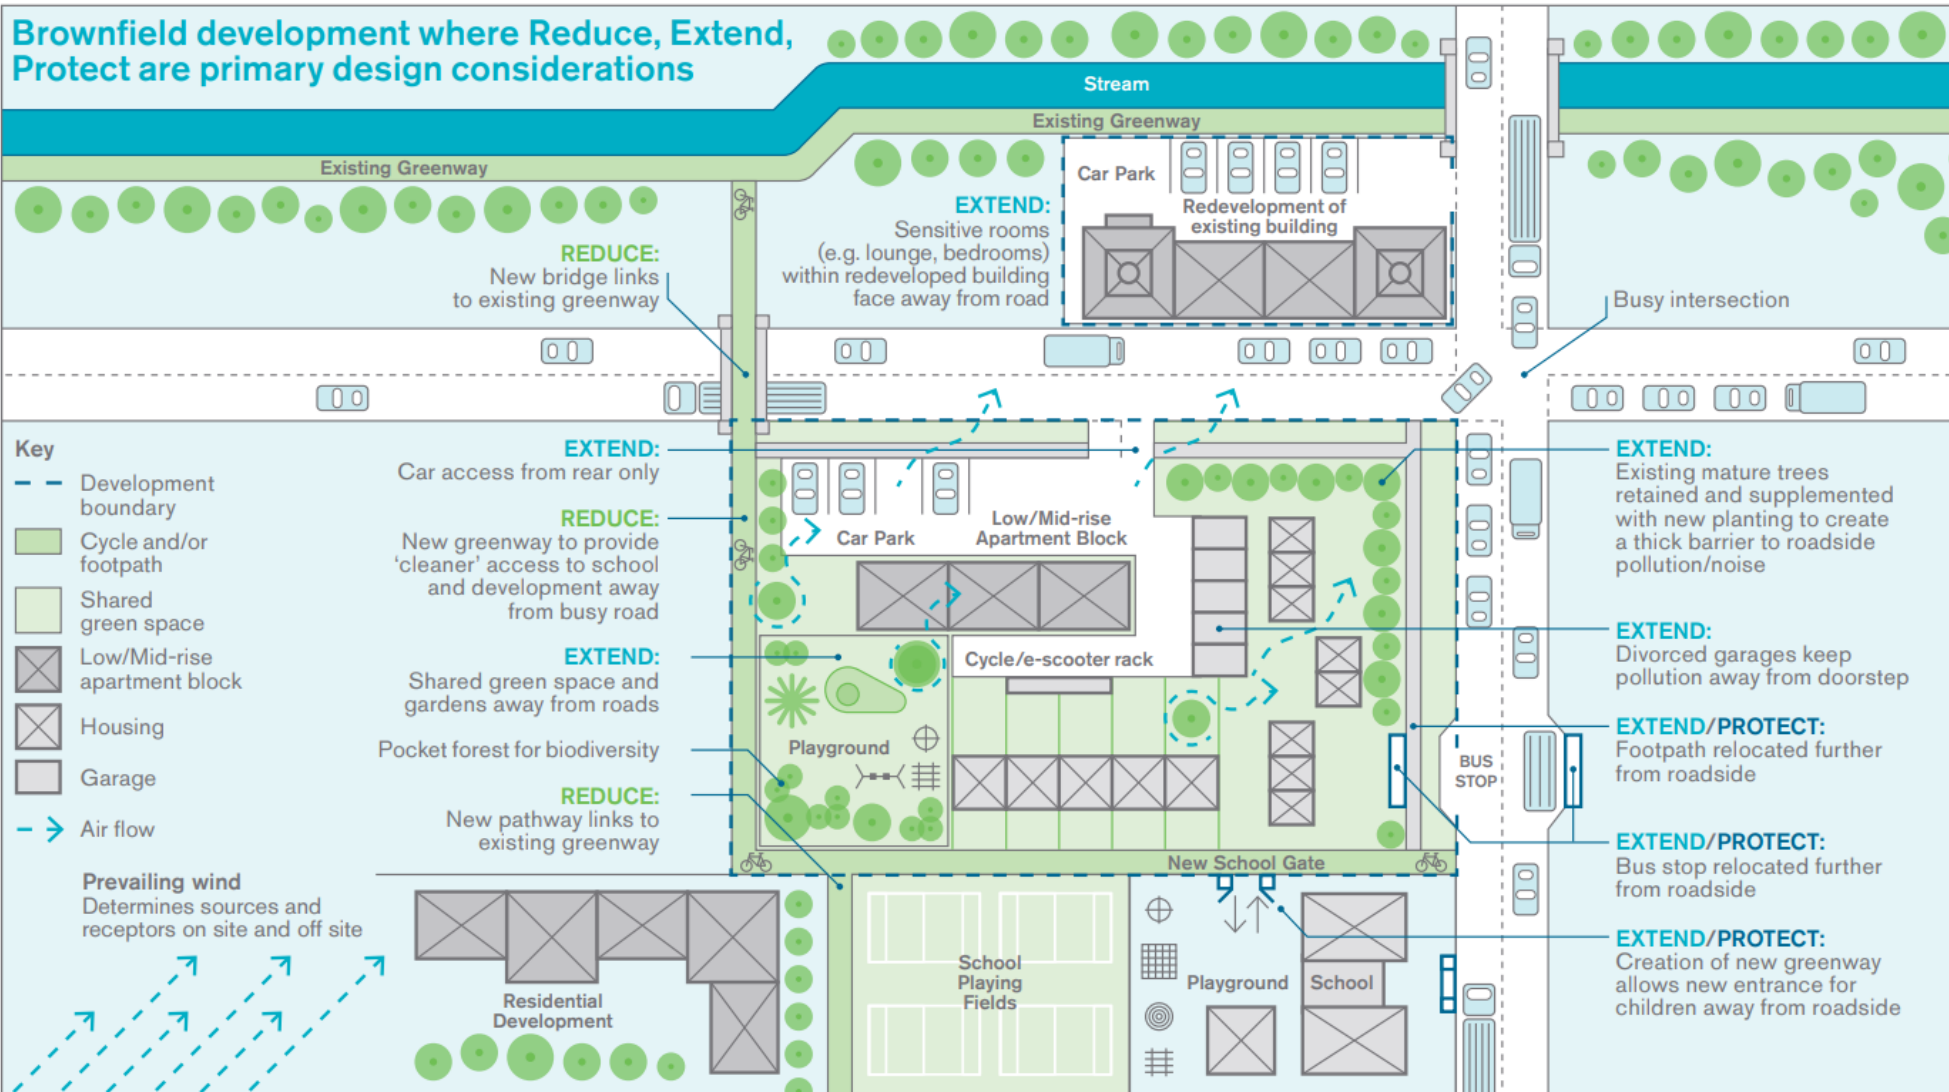 Brownfield development where Reduce, Extend,
Protect are primary design considerations
Stream
Existing Greenway
Existing Greenway
Car Park
Redevelopment of
existing building
EXTEND:
Sensitive rooms
(e.g. lounge, bedrooms)
within redeveloped building
face away from road
REDUCE:
New bridge links
to existing greenway
Busy intersection
Key
Development
boundary
Cycle and/or
footpath
Shared
green space
Low/Mid-rise
apartment block
Housing
Garage
Air flow
Prevailing wind
Determines sources and
receptors on site and off site
EXTEND:
Car access from rear only
REDUCE:
New greenway to provide
‘cleaner’ access to school
and development away
from busy road
EXTEND:
Shared green space and
gardens away from roads
Pocket forest for biodiversity
REDUCE:
New pathway links to
existing greenway
Car Park
Low/Mid-rise
Apartment Block
Cycle/e-scooter rack
Playground
BUS
STOP
New School Gate
EXTEND:
Existing mature trees
retained and supplemented
with new planting to create
a thick barrier to roadside
pollution/noise
EXTEND:
Divorced garages keep
pollution away from doorstep
EXTEND/PROTECT:
Footpath relocated further
from roadside
EXTEND/PROTECT:
Bus stop relocated further
from roadside
EXTEND/PROTECT:
Creation of new greenway
allows new entrance for
children away from roadside
Residential
Development
School
Playing
Fields
Playground
School